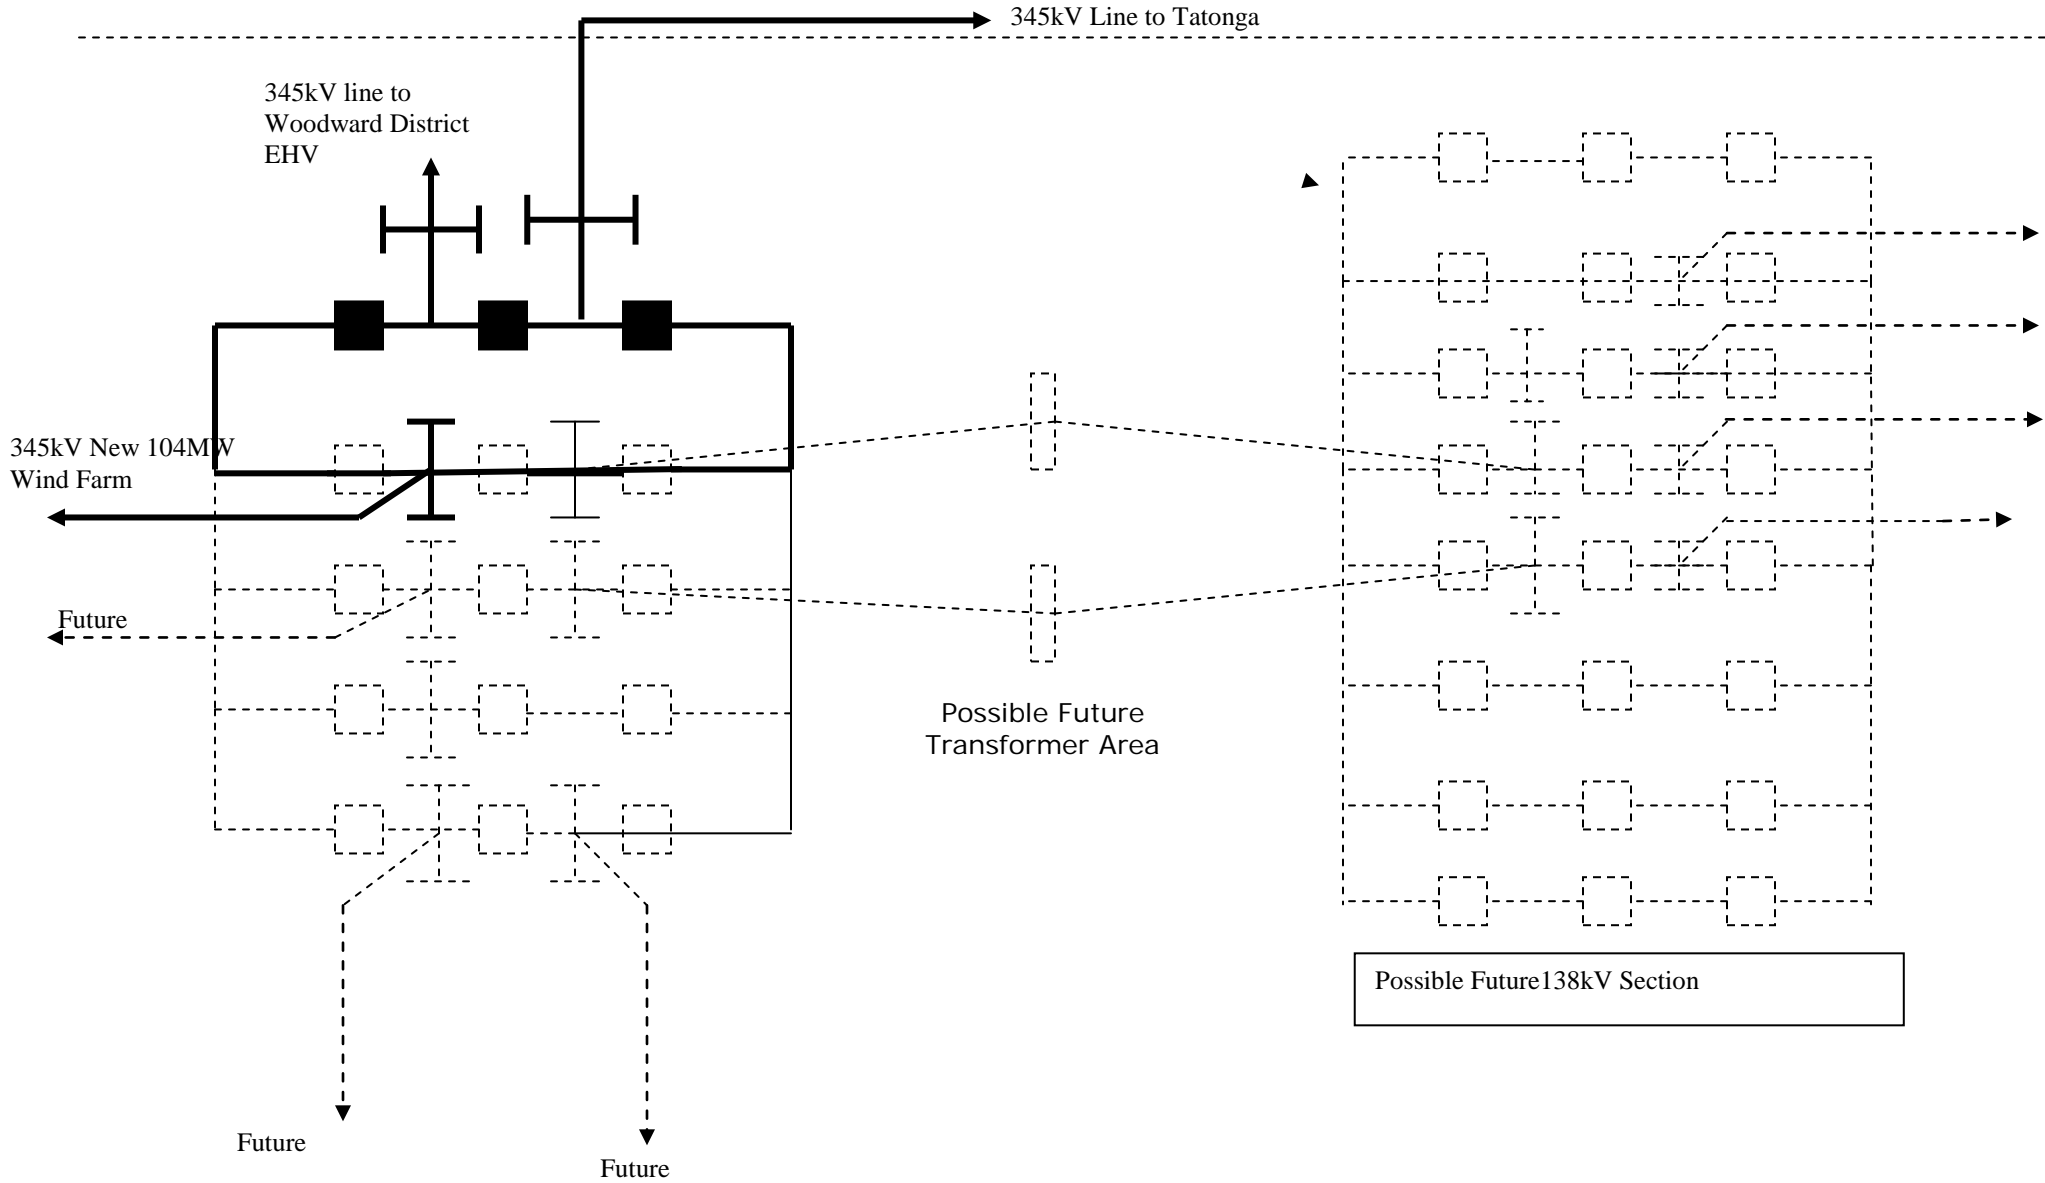 345kV Line to Tatonga
345kV line to
Woodward District
EHV
345kV New 104MW
Wind Farm
Future
Possible Future
Transformer Area
Possible Future138kV Section
Future
Future